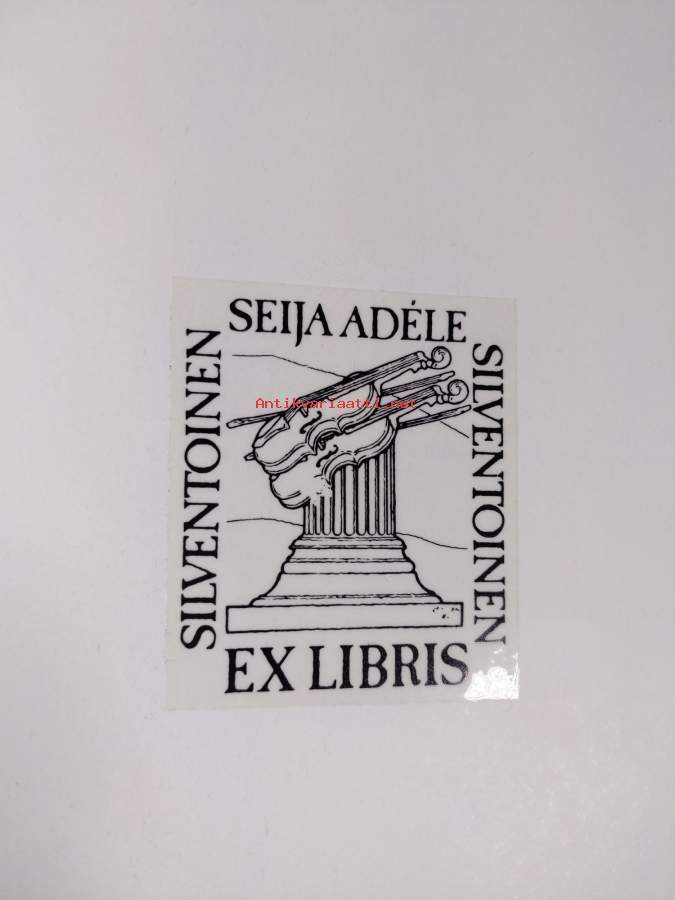 SEIJA ADÉLE
SILVENTOINEN
SILVENTOINEN
EX LIBRIS
Antikvariaatti.net